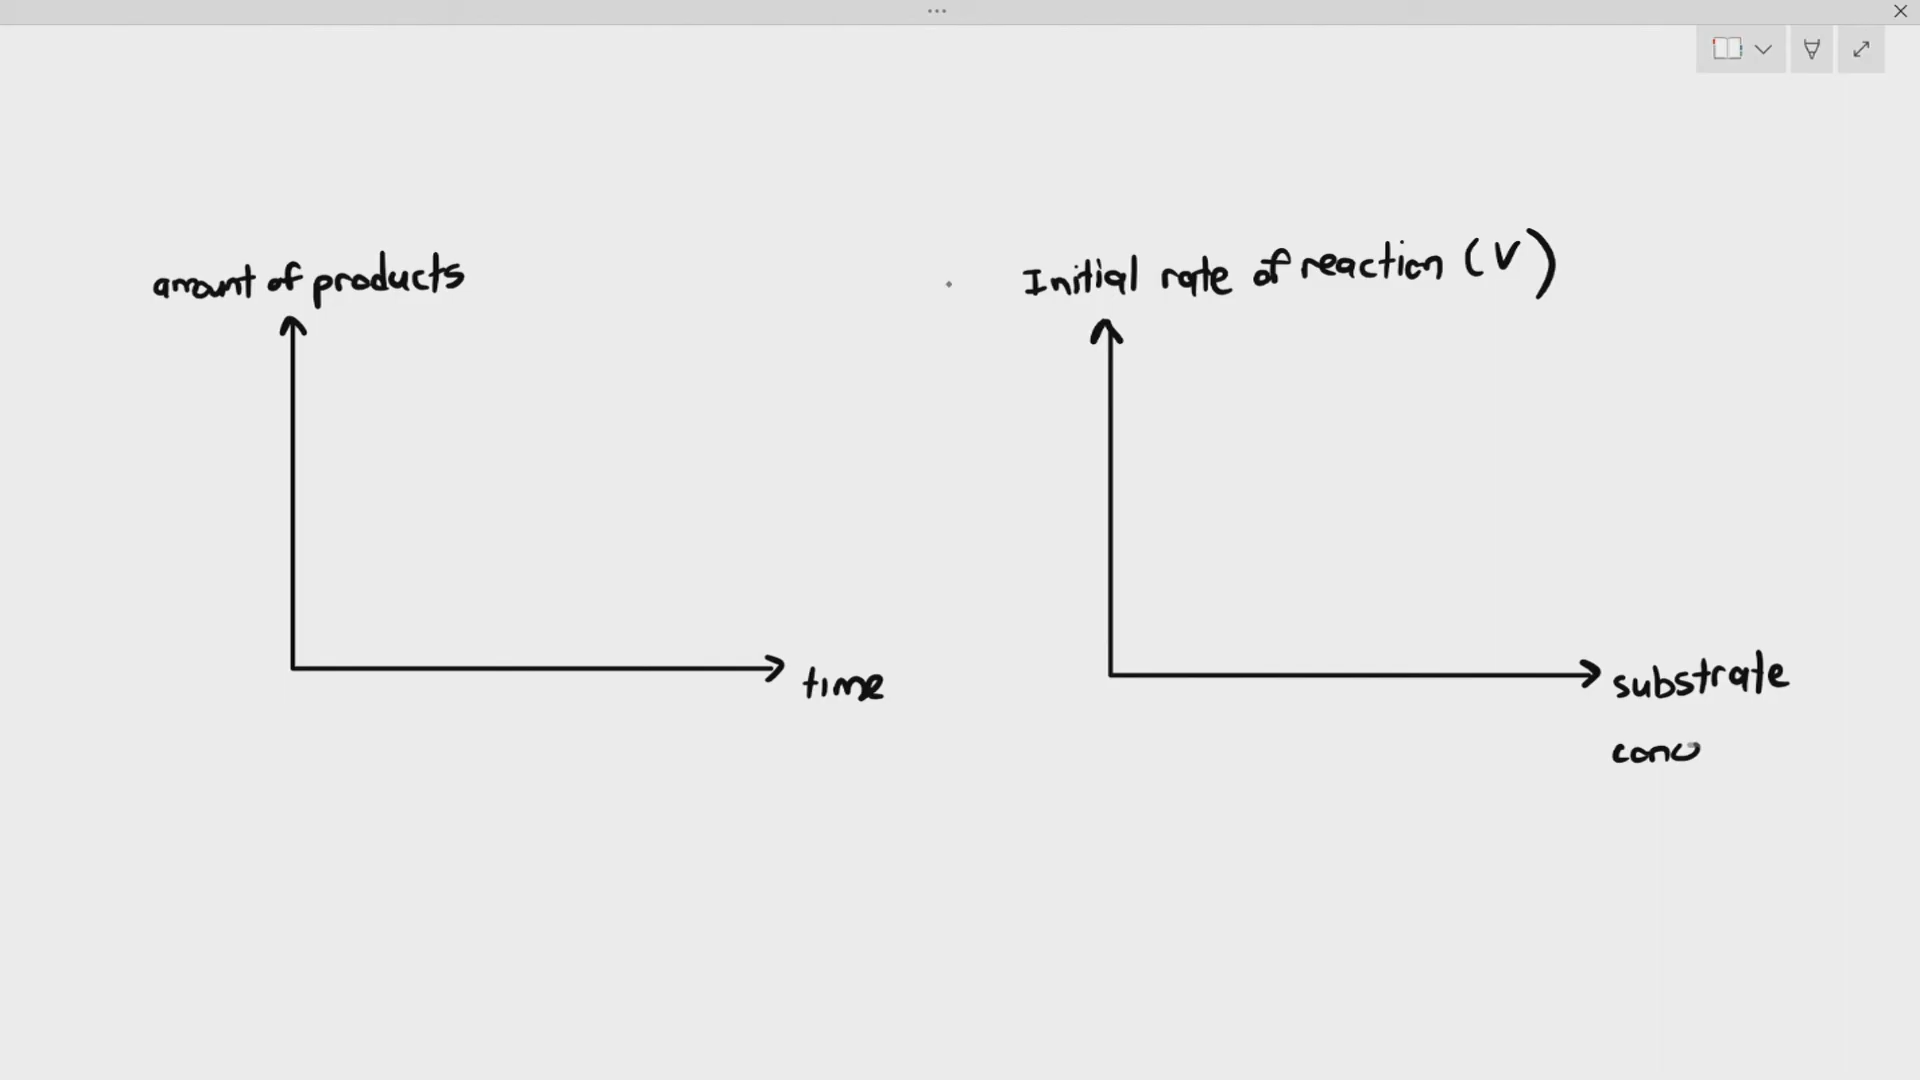 amount of products
Initial rate of reaction (V)
time
substrate
conc